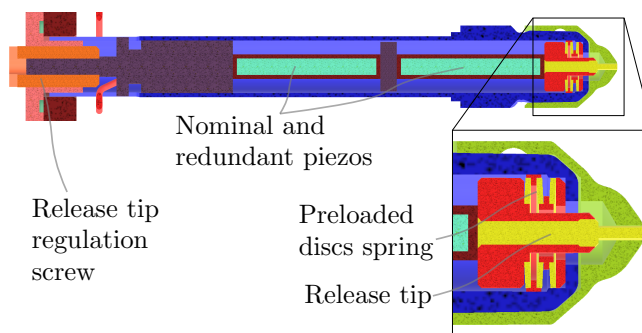 Nominal and
redundant piezos
Release tip
regulation
screw
Preloaded
discs spring
Release tip